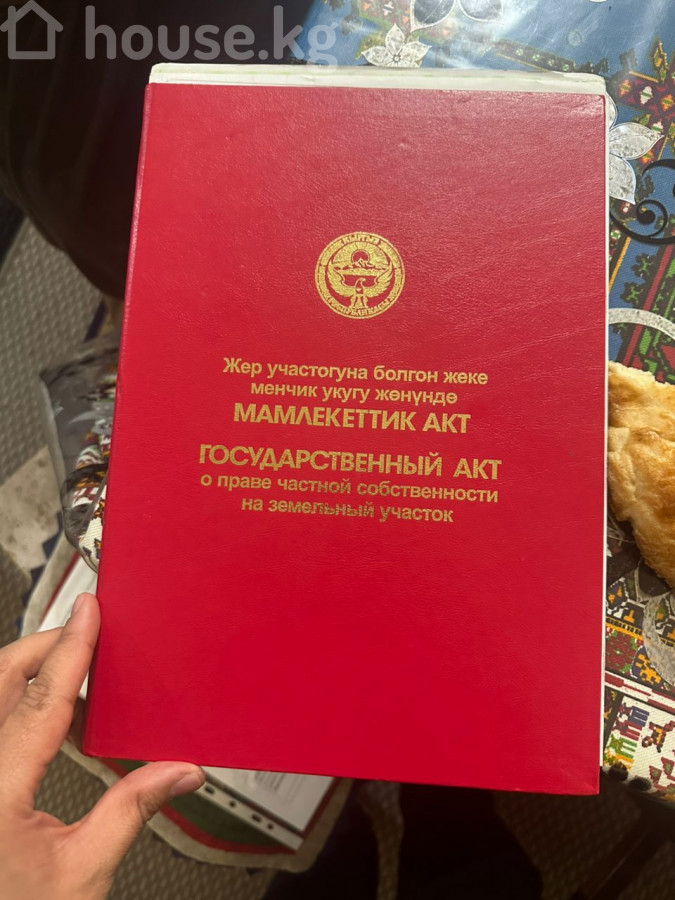 house.kg
Жер участогуна болгон жеке
менчик укугу жөнүндө
МАМЛЕКЕТТИК АКТ
ГОСУДАРСТВЕННЫЙ АКТ
о праве частной собственности
на земельный участок